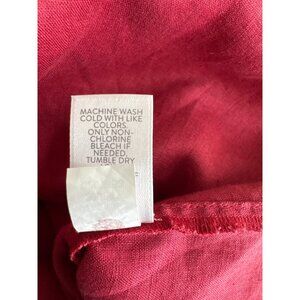 MACHINE WASH
COLD WITH LIKE
COLORS.
ONLY NON-
CHLORINE
BLEACH IF
NEEDED.
TUMBLE DRY